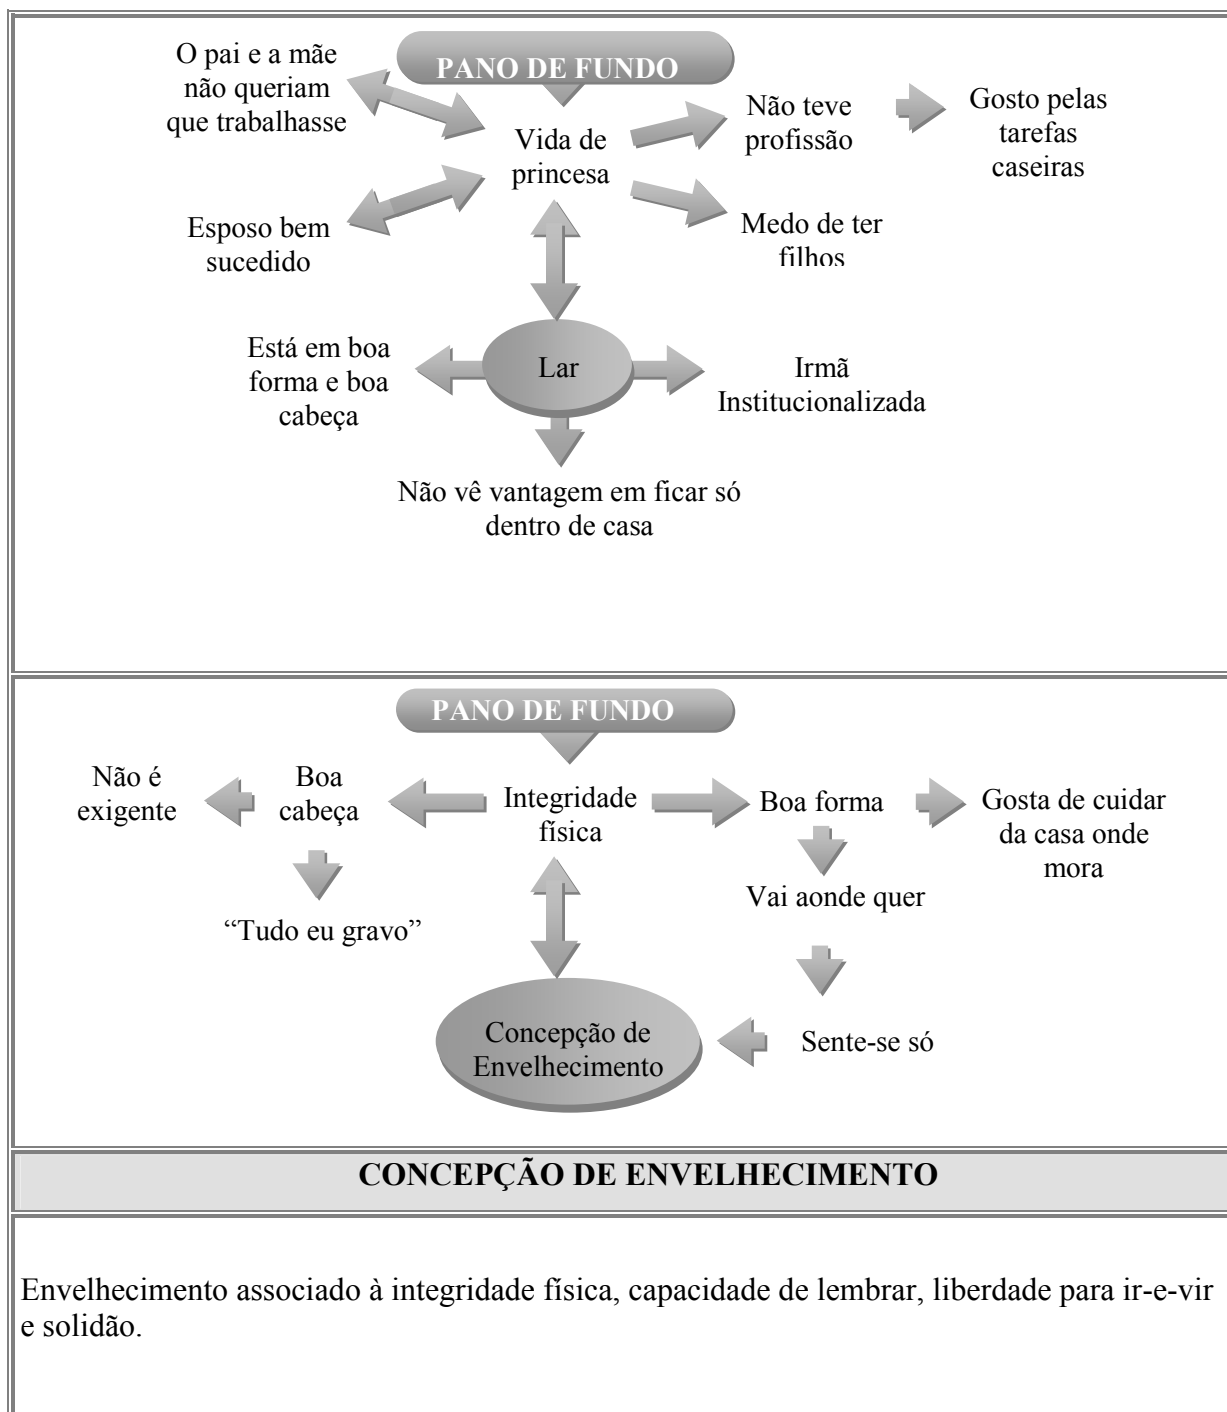 PANO DE FUNDO
O pai e a mãe
não queriam
que trabalhasse
Vida de
princesa
Não teve
profissão
Gosto pelas
tarefas
caseiras
Esposo bem
sucedido
Medo de ter
filhos
Está em boa
forma e boa
cabeça
Lar
Irmã
Institucionalizada
Não vê vantagem em ficar só
dentro de casa
PANO DE FUNDO
Não é
exigente
Boa
cabeça
Integridade
física
Boa forma
Gosta de cuidar
da casa onde
mora
“Tudo eu gravo”
Vai aonde quer
Concepção de
Envelhecimento
Sente-se só
CONCEPÇÃO DE ENVELHECIMENTO
Envelhecimento associado à integridade física, capacidade de lembrar, liberdade para ir-e-vir
e solidão.